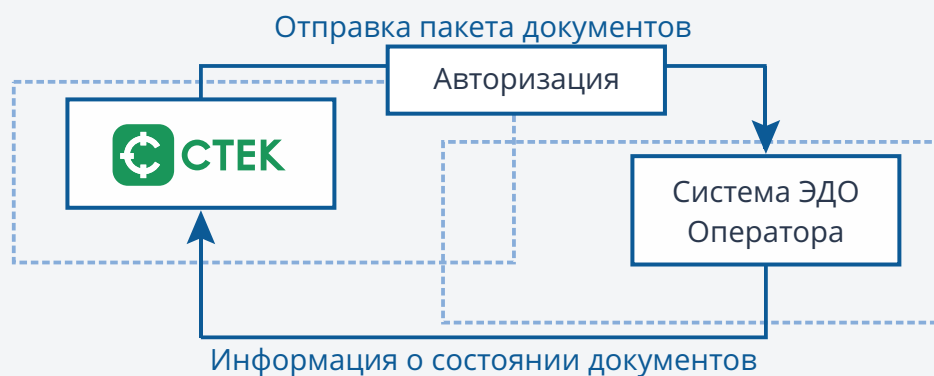 Отправка пакета документов
Авторизация
СТЕК
Система ЭДО
Оператора
Информация о состоянии документов